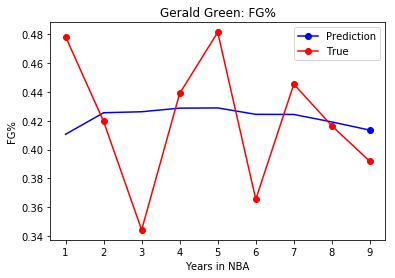 Gerald Green: FG%
Prediction
True
0.48
0.46
0.44
0.42
0.40
0.38
0.36
0.34
FG%
1 2 3 4 5 6 7 8 9
Years in NBA